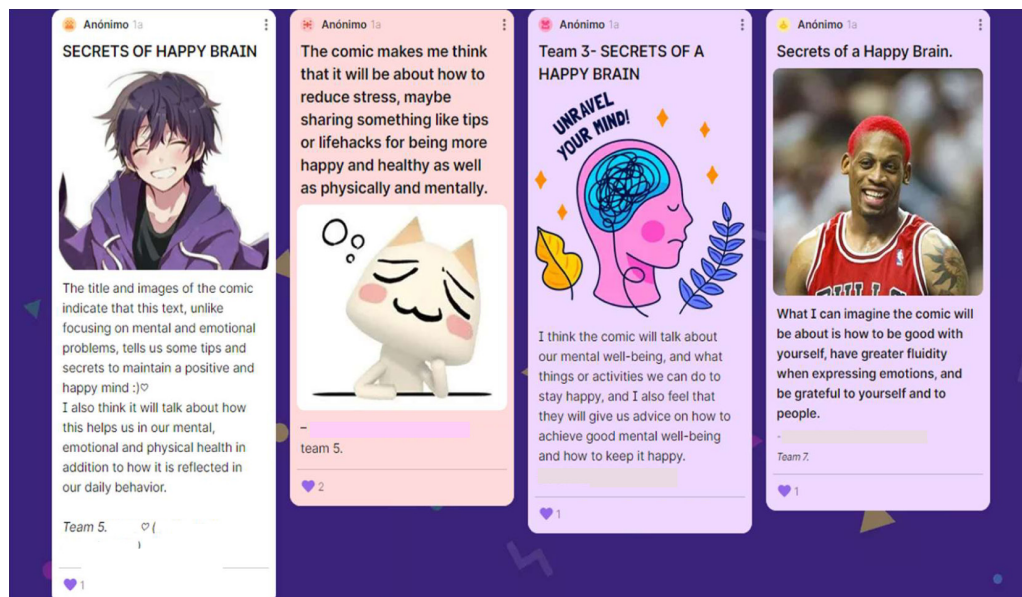 Anónimo 1a
SECRETS OF HAPPY BRAIN
The title and images of the comic
indicate that this text, unlike
focusing on mental and emotional
problems, tells us some tips and
secrets to maintain a positive and
happy mind :)♡
I also think it will talk about how
this helps us in our mental,
emotional and physical health in
addition to how it is reflected in
our daily behavior.
Team 5. ♡ (
)
1
Anónimo 1a
The comic makes me think
that it will be about how to
reduce stress, maybe
sharing something like tips
or lifehacks for being more
happy and healthy as well
as physically and mentally.
–
team 5.
2
Anónimo 1a
Team 3- SECRETS OF A
HAPPY BRAIN
UNRAVEL
YOUR MIND!
I think the comic will talk about
our mental well-being, and what
things or activities we can do to
stay happy, and I also feel that
they will give us advice on how to
achieve good mental well-being
and how to keep it happy.
1
Anónimo 1a
Secrets of a Happy Brain.
What I can imagine the comic will
be about is how to be good with
yourself, have greater fluidity
when expressing emotions, and
be grateful to yourself and to
people.
-
Team 7.
1